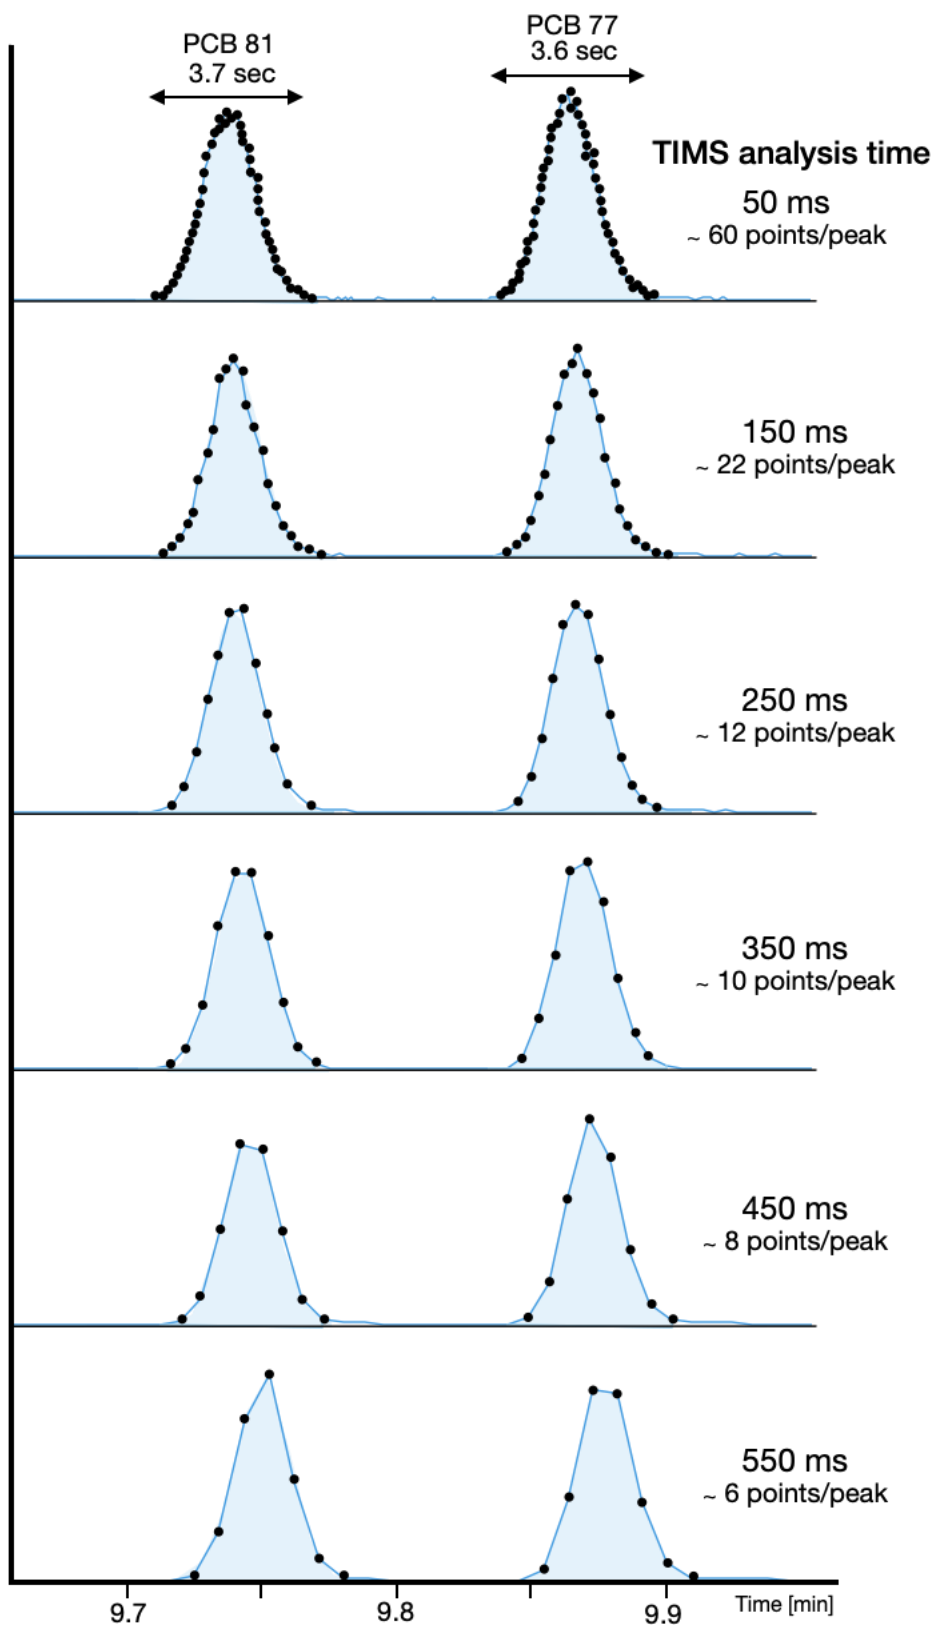 PCB 81
3.7 sec
PCB 77
3.6 sec
TIMS analysis time
50 ms
~ 60 points/peak
150 ms
~ 22 points/peak
250 ms
~ 12 points/peak
350 ms
~ 10 points/peak
450 ms
~ 8 points/peak
550 ms
~ 6 points/peak
9.7
9.8
9.9
Time [min]